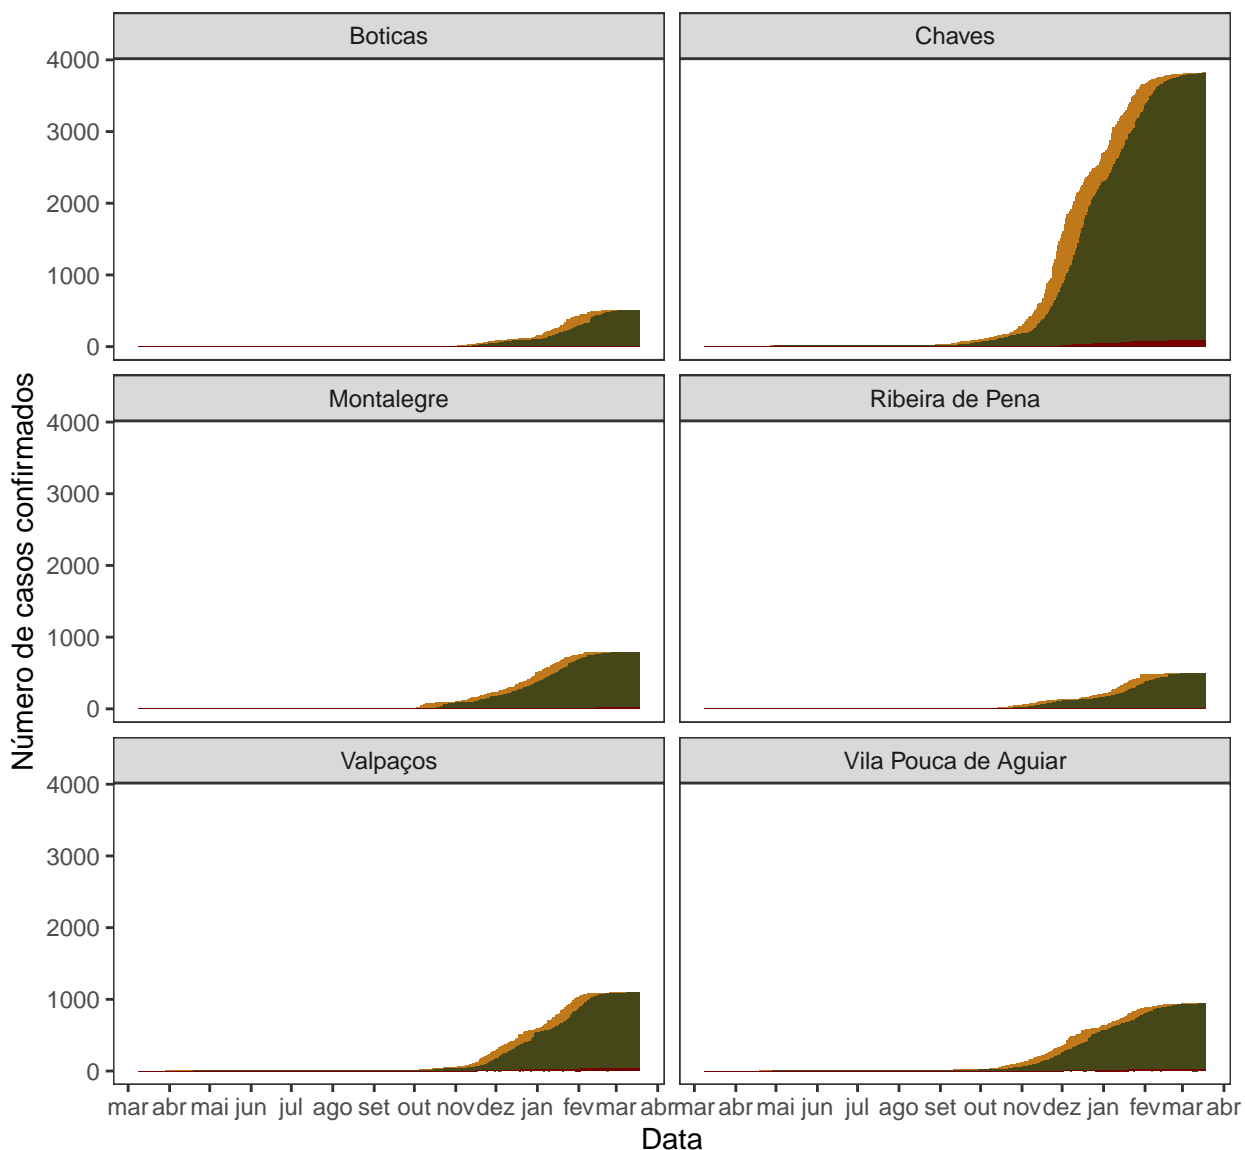 Boticas
Chaves
4000
3000
2000
1000
0
Montalegre
Ribeira de Pena
4000
3000
2000
1000
0
Valpaços
Vila Pouca de Aguiar
4000
3000
2000
1000
0
mar abr mai jun jul ago set out nov dez jan fev mar abr
mar abr mai jun jul ago set out nov dez jan fev mar abr
Data
Número de casos confirmados